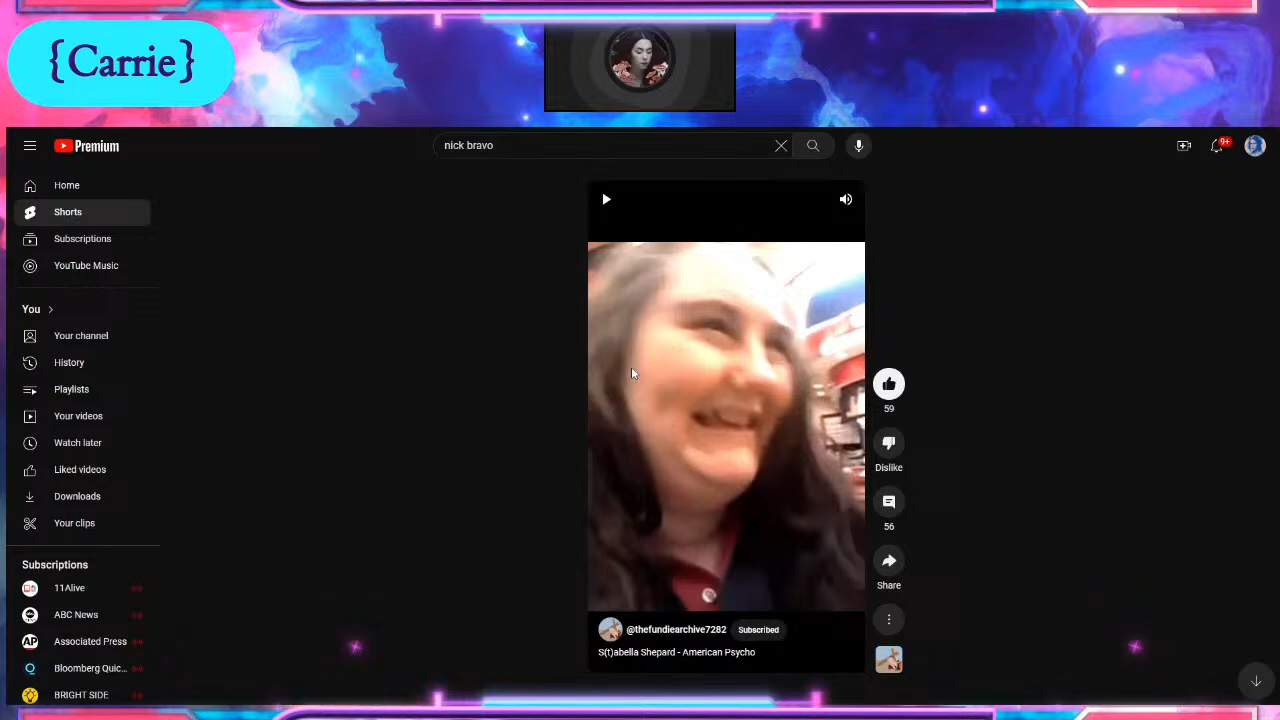 {Carrie}
Premium
nick bravo
9+
Home
Shorts
Subscriptions
YouTube Music
You
Your channel
History
Playlists
Your videos
Watch later
Liked videos
Downloads
Your clips
Subscriptions
11Alive
ABC News
AP
Associated Press
Bloomberg Quic...
BRIGHT SIDE
59
Dislike
56
Share
@thefundiearchive7282
Subscribed
S(t)abella Shepard - American Psycho